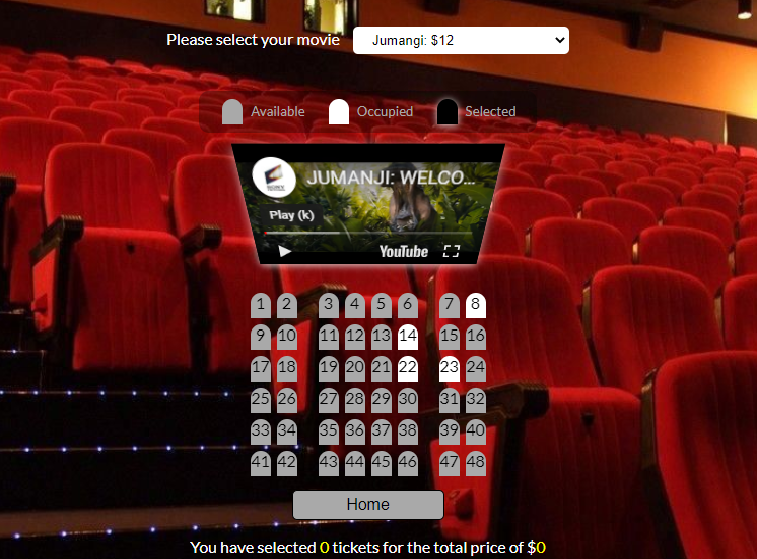 Please select your movie Jumangi: $12
Available Occupied Selected
SONY
JUMANJI: WELCO...
Play (k)
YouTube
1 2 3 4 5 6 7 8
9 10 11 12 13 14 15 16
17 18 19 20 21 22 23 24
25 26 27 28 29 30 31 32
33 34 35 36 37 38 39 40
41 42 43 44 45 46 47 48
Home
You have selected 0 tickets for the total price of $0